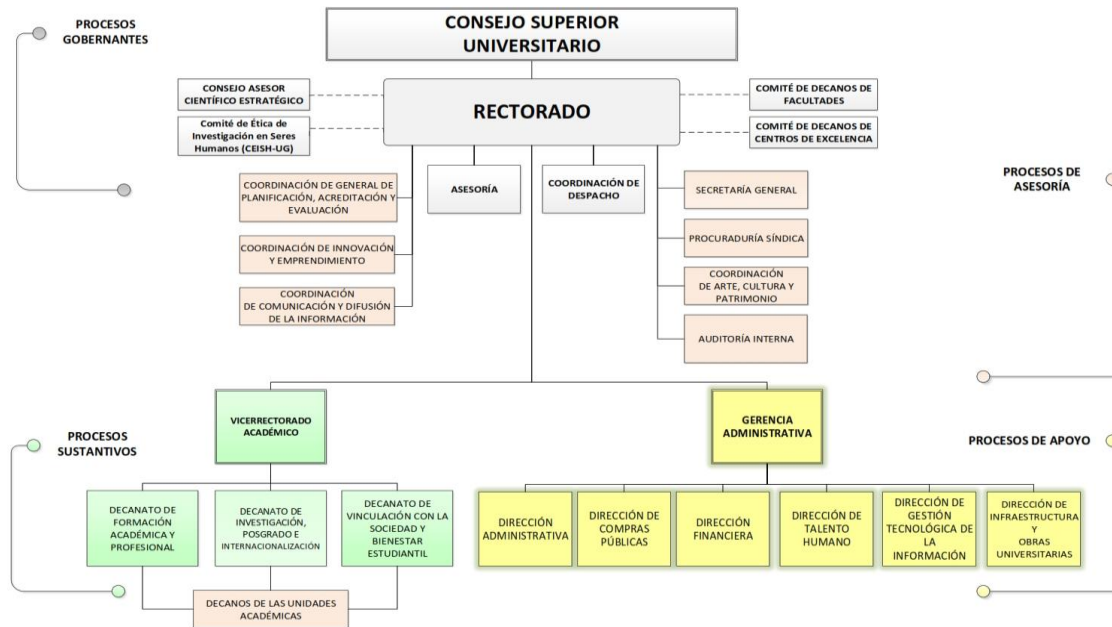 PROCESOS
GOBERNANTES
CONSEJO SUPERIOR
UNIVERSITARIO
CONSEJO ASESOR
CIENTÍFICO ESTRATÉGICO
Comité de Ética de
Investigación en Seres
Humanos (CEISH-UG)
RECTORADO
COMITÉ DE DECANOS DE
FACULTADES
COMITÉ DE DECANOS DE
CENTROS DE EXCELENCIA
PROCESOS DE
ASESORÍA
COORDINACIÓN DE GENERAL DE
PLANIFICACIÓN, ACREDITACIÓN Y
EVALUACIÓN
ASESORÍA
COORDINACIÓN DE
DESPACHO
SECRETARÍA GENERAL
COORDINACIÓN DE INNOVACIÓN
Y EMPRENDIMIENTO
PROCURADURÍA SÍNDICA
COORDINACIÓN
DE COMUNICACIÓN Y DIFUSIÓN
DE LA INFORMACIÓN
COORDINACIÓN
DE ARTE, CULTURA Y
PATRIMONIO
AUDITORÍA INTERNA
PROCESOS
SUSTANTIVOS
VICERRECTORADO
ACADÉMICO
GERENCIA
ADMINISTRATIVA
PROCESOS DE APOYO
DECANATO DE
FORMACIÓN
ACADÉMICA Y
PROFESIONAL
DECANATO DE
INVESTIGACIÓN,
POSGRADO E
INTERNACIONALIZACIÓN
DECANATO DE
VINCULACIÓN CON LA
SOCIEDAD Y
BIENESTAR
ESTUDIANTIL
DIRECCIÓN
ADMINISTRATIVA
DIRECCIÓN DE
COMPRAS
PÚBLICAS
DIRECCIÓN
FINANCIERA
DIRECCIÓN DE
TALENTO
HUMANO
DIRECCIÓN DE
GESTIÓN
TECNOLÓGICA DE
LA
INFORMACIÓN
DIRECCIÓN DE
INFRAESTRUCTURA
Y
OBRAS
UNIVERSITARIAS
DECANOS DE LAS UNIDADES
ACADÉMICAS